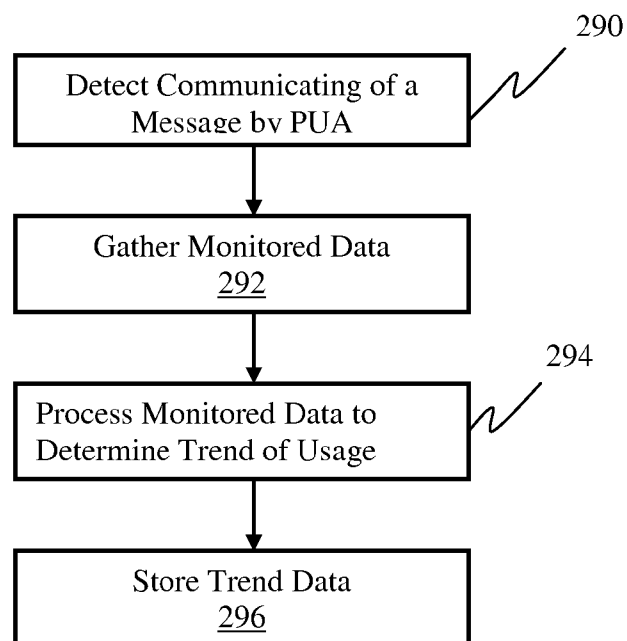 290
Detect Communicating of a
Message by PUA
Gather Monitored Data
292
294
Process Monitored Data to
Determine Trend of Usage
Store Trend Data
296